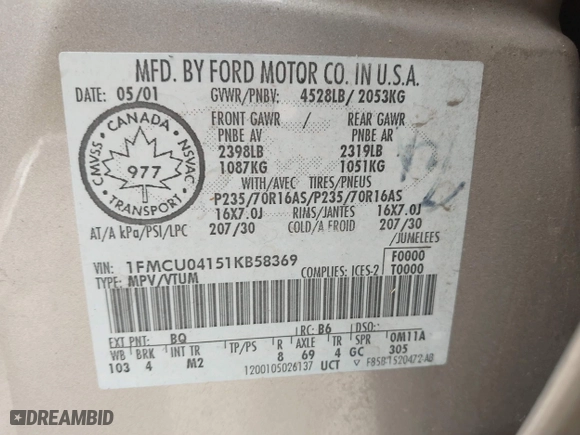 MFD. BY FORD MOTOR CO. IN U.S.A.
DATE: 05/01 GVWR/PNBV: 4528LB/ 2053KG
FRONT GAWR / REAR GAWR
PNBE AV PNBE AR
2398LB 2319LB
1087KG 1051KG
WITH/AVEC TIRES/PNEUS
P235/70R16AS/P235/70R16AS
16X7.0J RIMS/JANTES 16X7.0J
AT/A kPa/PSI/LPC 207/30 COLD/A FROID 207/30
/JUMELEES
CANADA
CMVSS NSVAC
977
TRANSPORT
VIN: 1FMCU04151KB58369 F0000
TYPE: MPV/VTUM COMPLIES: ICES-2 T0000
EXT PNT: BQ RC: B6 DSO:
WB BRK INT TR TP/PS R AXLE TR SPR 0M11A
103 4 M2 8 69 4 GC 305
1200105026137 UCT